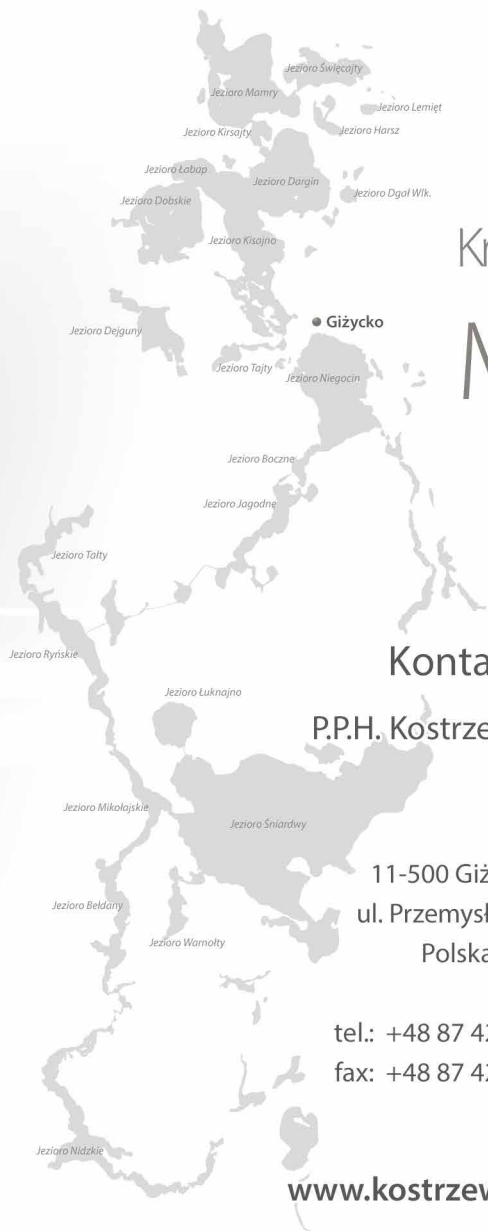 Jezioro Święcajty
Jezioro Mamry
Jezioro Lemięt
Jezioro Kirsajty
Jezioro Harsz
Jezioro Łabap
Jezioro Dargin
Jezioro Dgał Wlk.
Jezioro Dobskie
Jezioro Kisajno
Kr
M
Giżycko
Jezioro Dejguny
Jezioro Tajty
Jezioro Niegocin
Jezioro Boczne
Jezioro Jagodne
Jezioro Tałty
Jezioro Ryńskie
Konta
Jezioro Łuknajno
P.P.H. Kostrze
Jezioro Mikołajskie
Jezioro Śniardwy
11-500 Giż
Jezioro Bełdany
ul. Przemysł
Jezioro Warnołty
Polska
tel.: +48 87 42
fax: +48 87 42
Jezioro Nidzkie
www.kostrzew